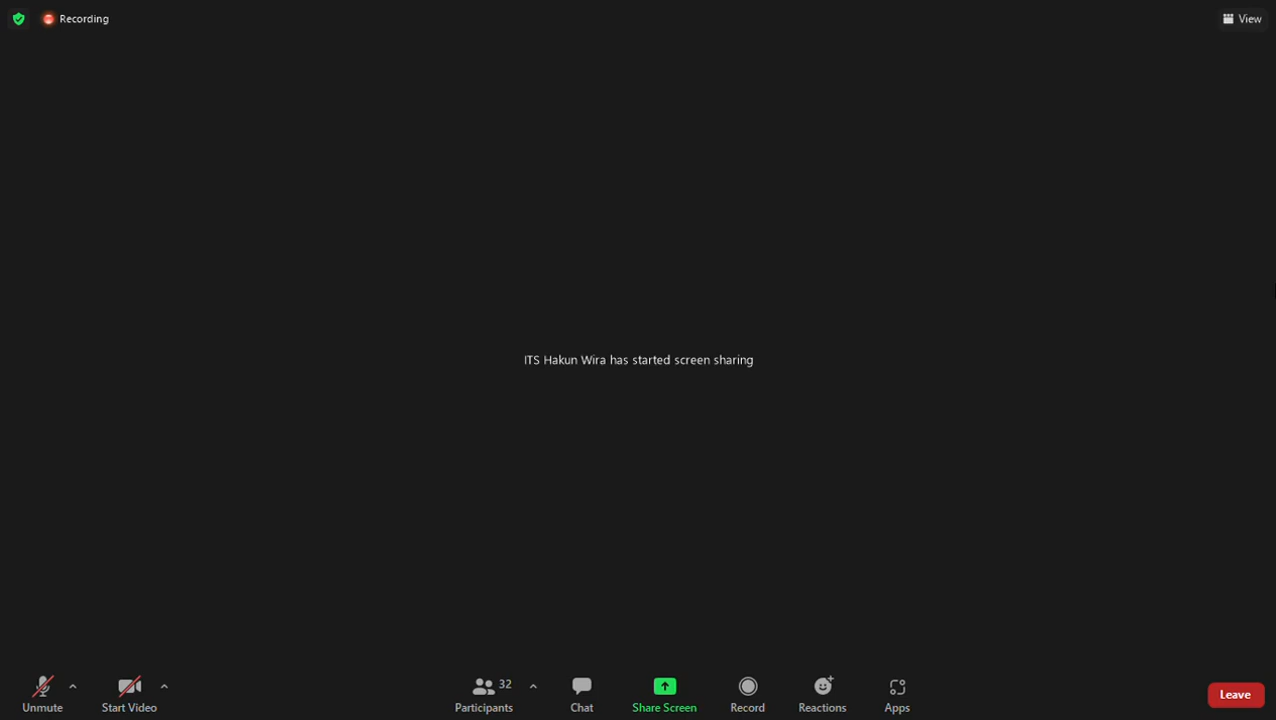 Recording
View
ITS Hakun Wira has started screen sharing
32
Unmute
Start Video
Participants
Chat
Share Screen
Record
Reactions
Apps
Leave